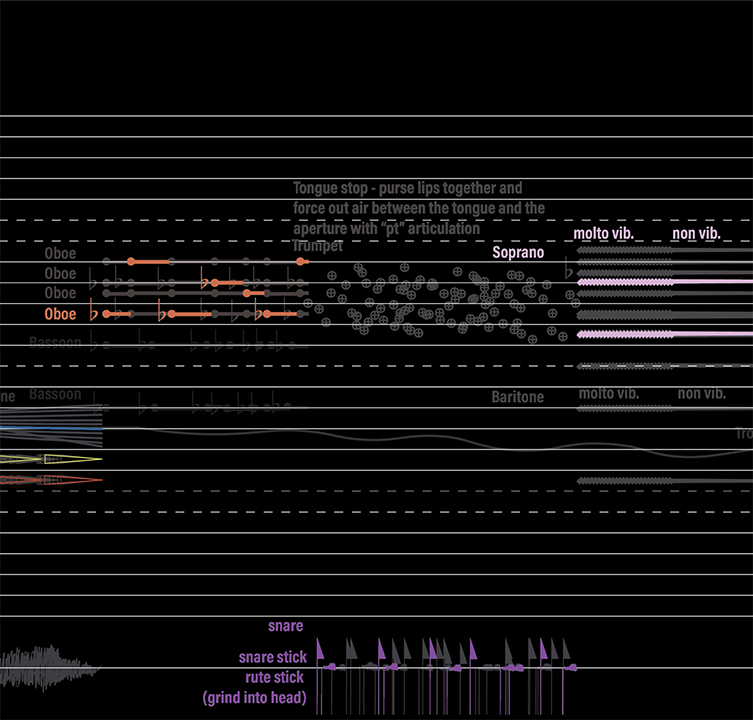 Tongue stop - purse lips together and
force out air between the tongue and the
aperture with “pt” articulation
Trumpet
molto vib.
non vib.
Soprano
Oboe
Oboe
Oboe
Oboe
Bassoon
ne
Bassoon
Baritone
molto vib.
non vib.
Tro
snare
snare stick
rute stick
(grind into head)